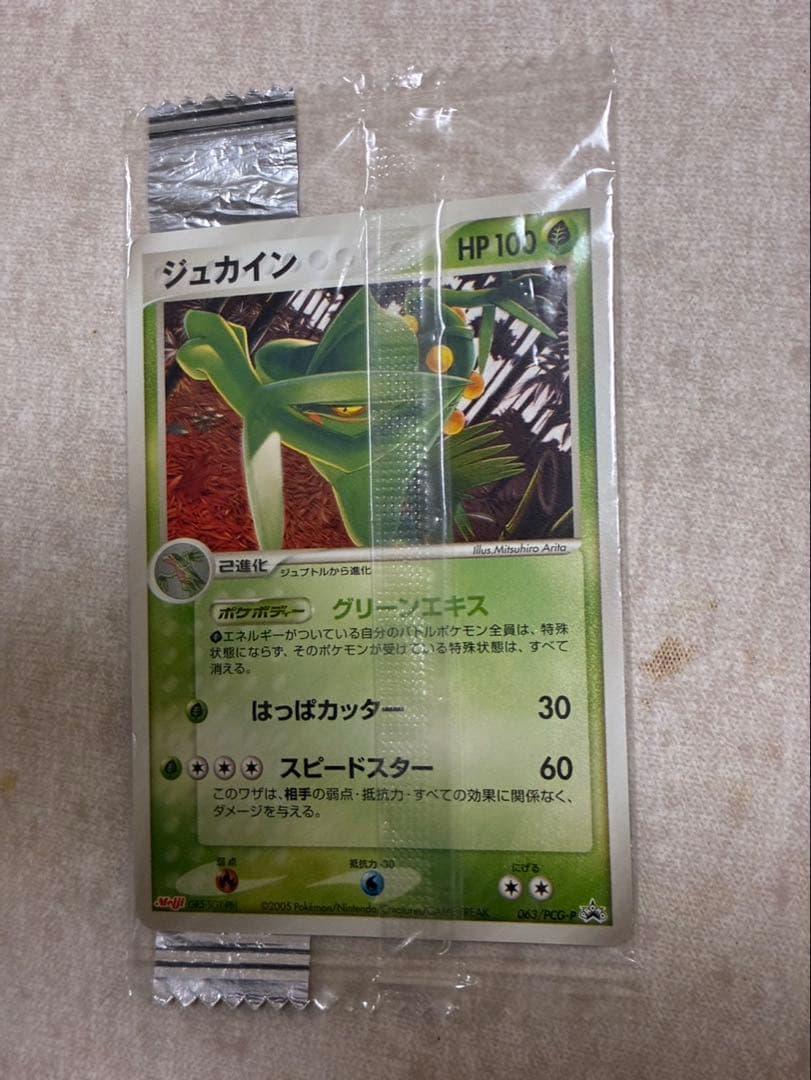 ジュカイン
HP 100
Illus. Mitsuhiro Arita
2進化
ジュプトルから進化
ポケボディー グリーンエキス
エネルギーがついている自分のバトルポケモン全員は、特殊
状態にならず、そのポケモンが受けている特殊状態は、すべて
消える。
はっぱカッター 30
スピードスター 60
このワザは、相手の弱点・抵抗力・すべての効果に関係なく、
ダメージを与える。
弱点
抵抗力 -30
にげる
Meiji
©2005 Pokémon/Nintendo/Creatures/GAME FREAK
063/PCG-P